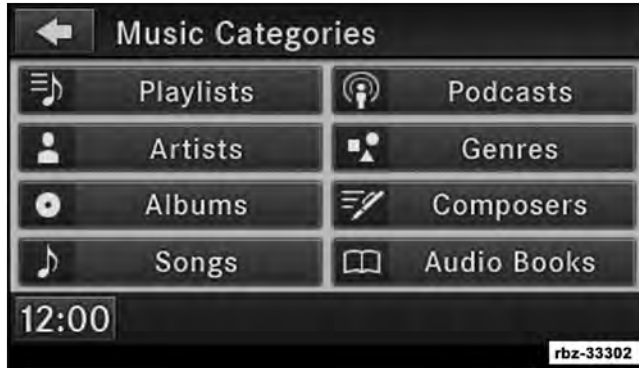 Music Categories
Playlists
Podcasts
Artists
Genres
Albums
Composers
Songs
Audio Books
12:00
rbz-33302